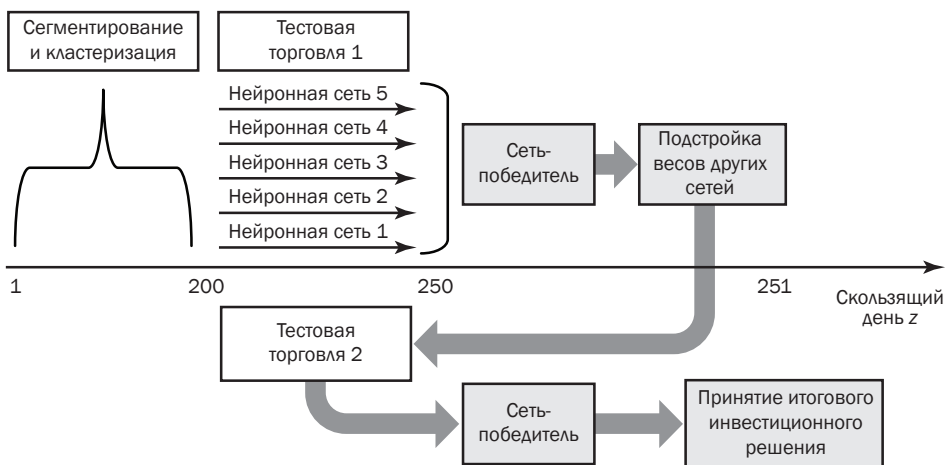 Сегментирование
и кластеризация
Тестовая
торговля 1
Нейронная сеть 5
Нейронная сеть 4
Нейронная сеть 3
Нейронная сеть 2
Нейронная сеть 1
Сеть-
победитель
Подстройка
весов других
сетей
1
200
250
251
Скользящий
день z
Тестовая
торговля 2
Сеть-
победитель
Принятие итогового
инвестиционного
решения